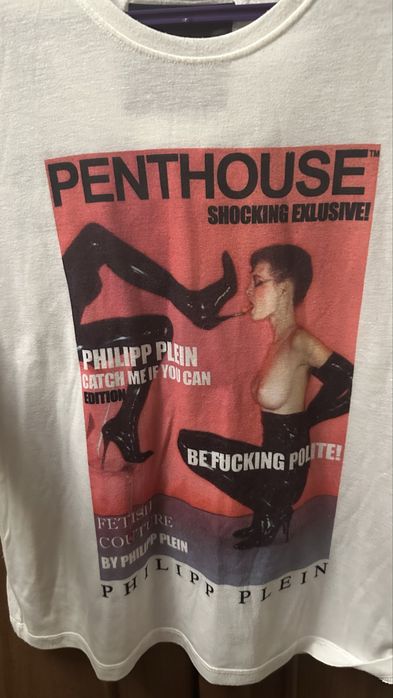 PENTHOUSE™
SHOCKING EXLUSIVE!
PHILIPP PLEIN
CATCH ME IF YOU CAN
EDITION
BE FUCKING POLITE!
FETISH
COUTURE
BY PHILIPP PLEIN
PHILIPP PLEIN